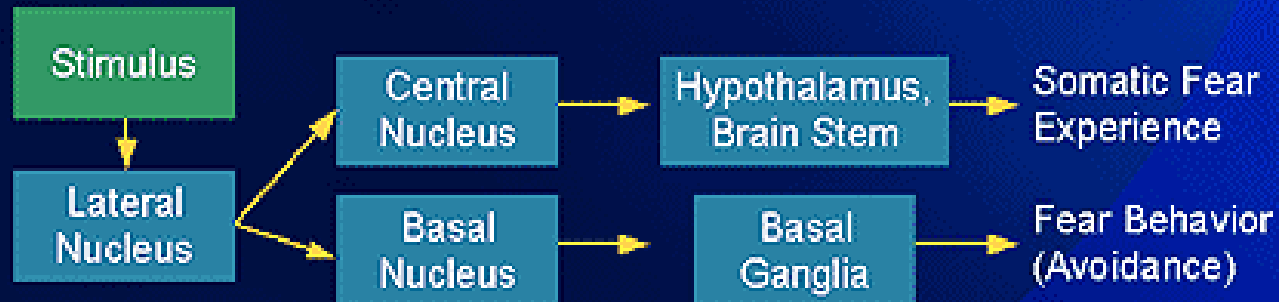 Stimulus
Lateral
Nucleus
Central
Nucleus
Hypothalamus,
Brain Stem
Somatic Fear
Experience
Basal
Nucleus
Basal
Ganglia
Fear Behavior
(Avoidance)